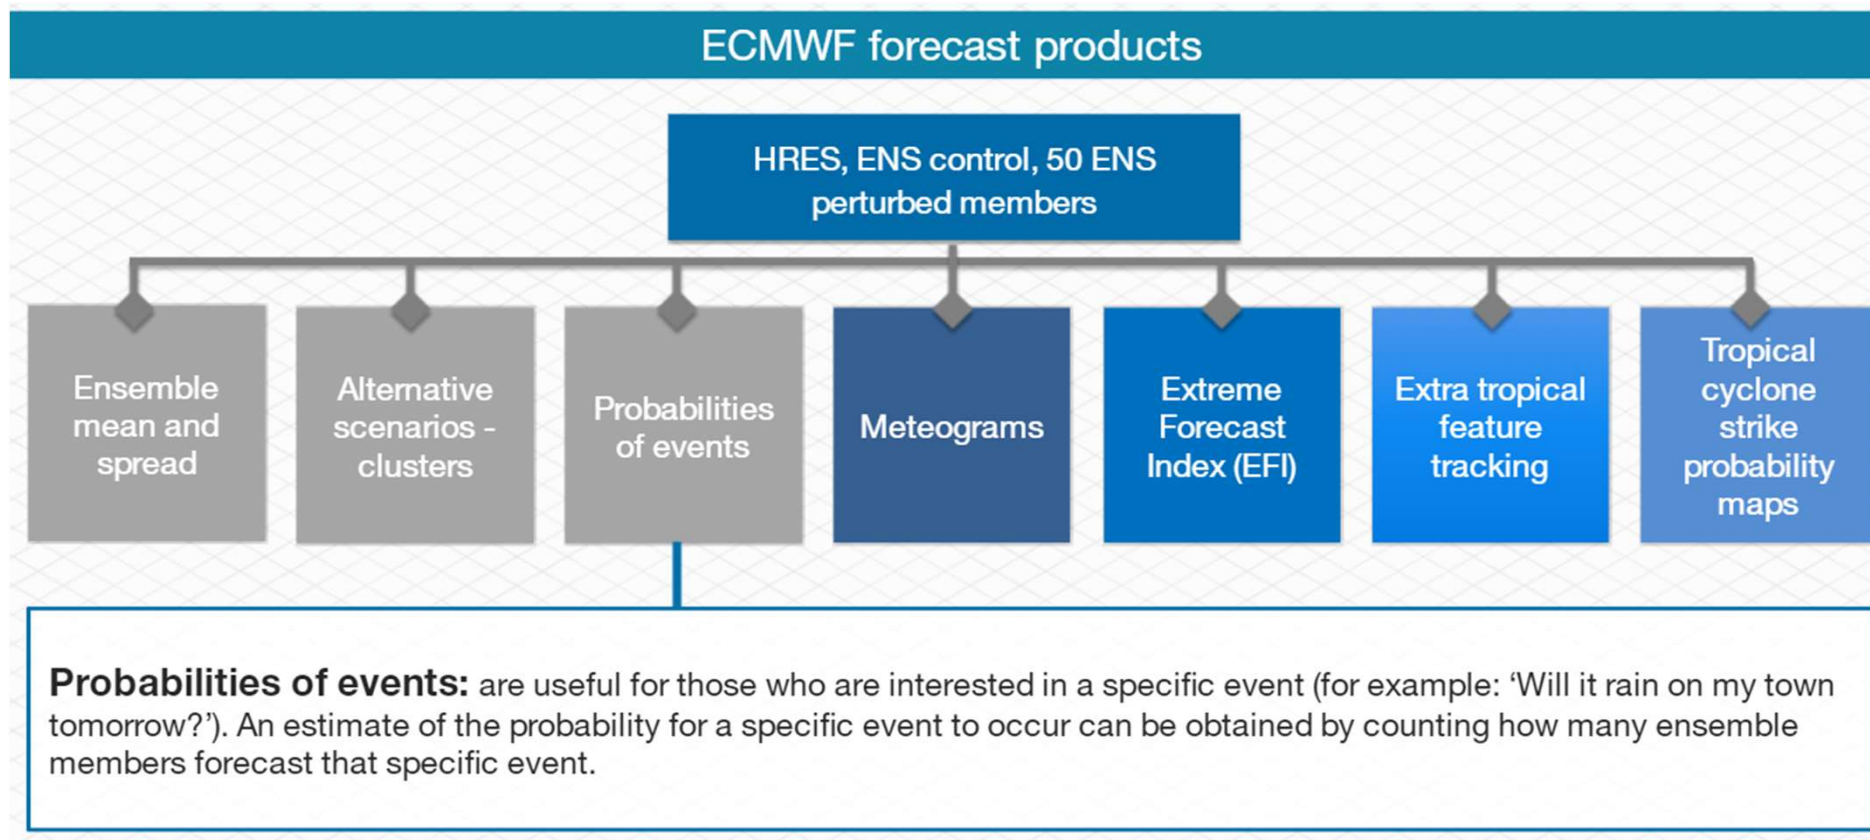 ECMWF forecast products
HRES, ENS control, 50 ENS
perturbed members
Ensemble
mean and
spread
Alternative
scenarios -
clusters
Probabilities
of events
Meteograms
Extreme
Forecast
Index (EFI)
Extra tropical
feature
tracking
Tropical
cyclone
strike
probability
maps
Probabilities of events: are useful for those who are interested in a specific event (for example: ‘Will it rain on my town
tomorrow?’). An estimate of the probability for a specific event to occur can be obtained by counting how many ensemble
members forecast that specific event.